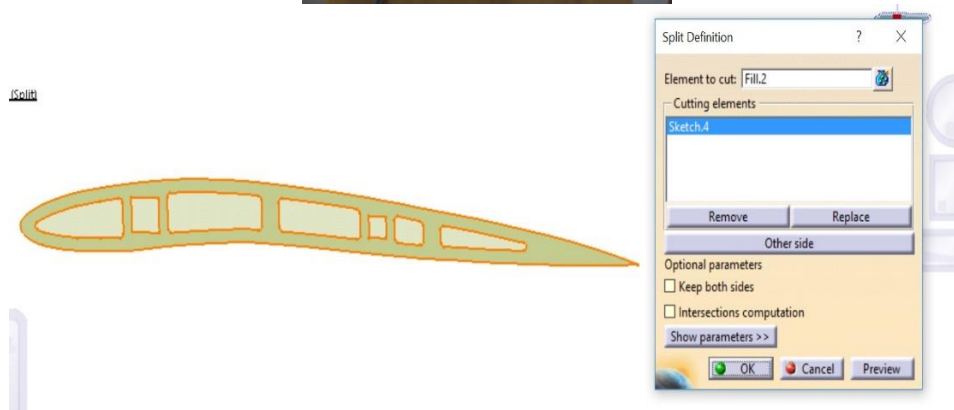 (Split)
Split Definition ? X
Element to cut: Fill.2
Cutting elements
Sketch.4
Remove Replace
Other side
Optional parameters
Keep both sides
Intersections computation
Show parameters >>
OK Cancel Preview